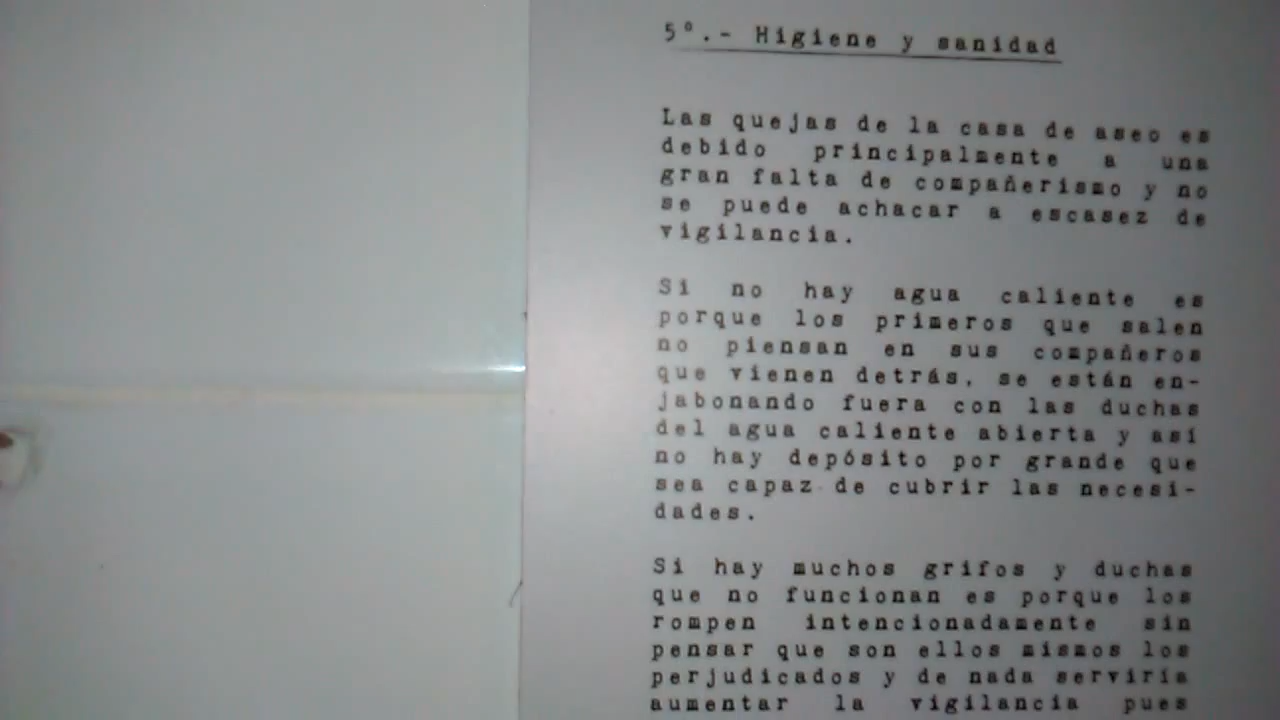 5º.- Higiene y sanidad
Las quejas de la casa de aseo es
debido principalmente a una
gran falta de compañerismo y no
se puede achacar a escasez de
vigilancia.
Si no hay agua caliente es
porque los primeros que salen
no piensan en sus compañeros
que vienen detrás, se están en-
jabonando fuera con las duchas
del agua caliente abierta y así
no hay depósito por grande que
sea capaz de cubrir las necesi-
dades.
Si hay muchos grifos y duchas
que no funcionan es porque los
rompen intencionadamente sin
pensar que son ellos mismos los
perjudicados y de nada serviría
aumentar la vigilancia pues